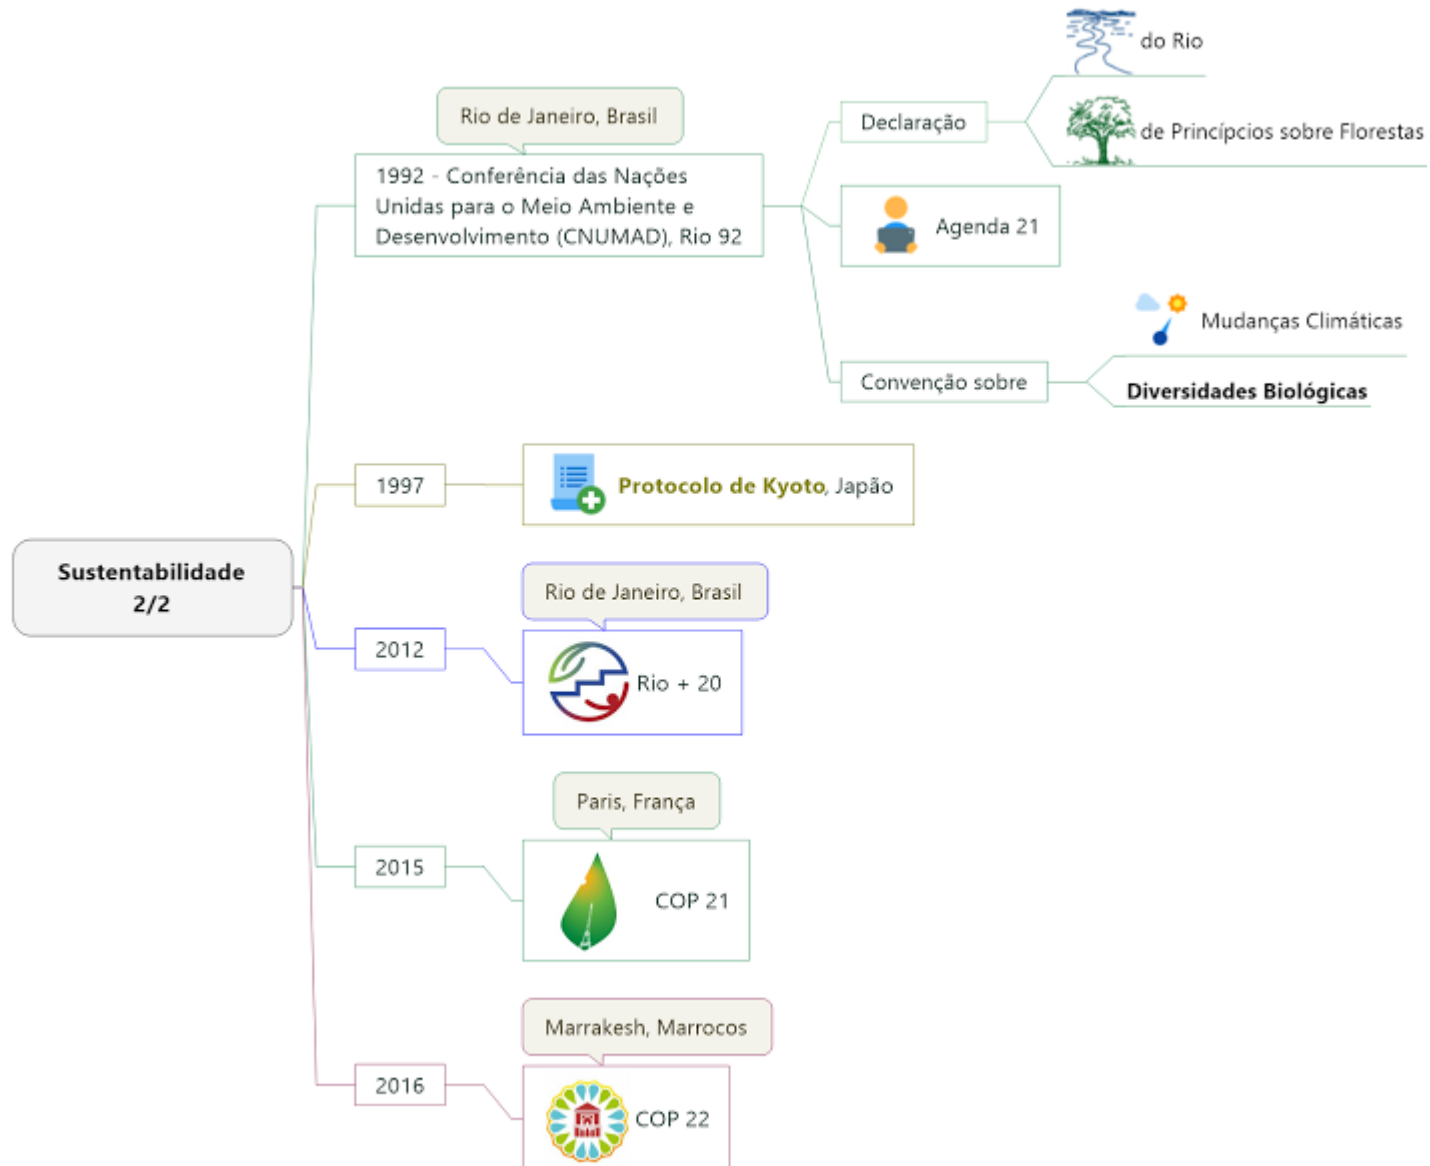 Sustentabilidade
2/2
Rio de Janeiro, Brasil
1992 - Conferência das Nações
Unidas para o Meio Ambiente e
Desenvolvimento (CNUMAD), Rio 92
Declaração
do Rio
de Princípcios sobre Florestas
Agenda 21
Convenção sobre
Mudanças Climáticas
Diversidades Biológicas
1997
Protocolo de Kyoto, Japão
2012
Rio de Janeiro, Brasil
Rio + 20
2015
Paris, França
COP 21
2016
Marrakesh, Marrocos
COP 22